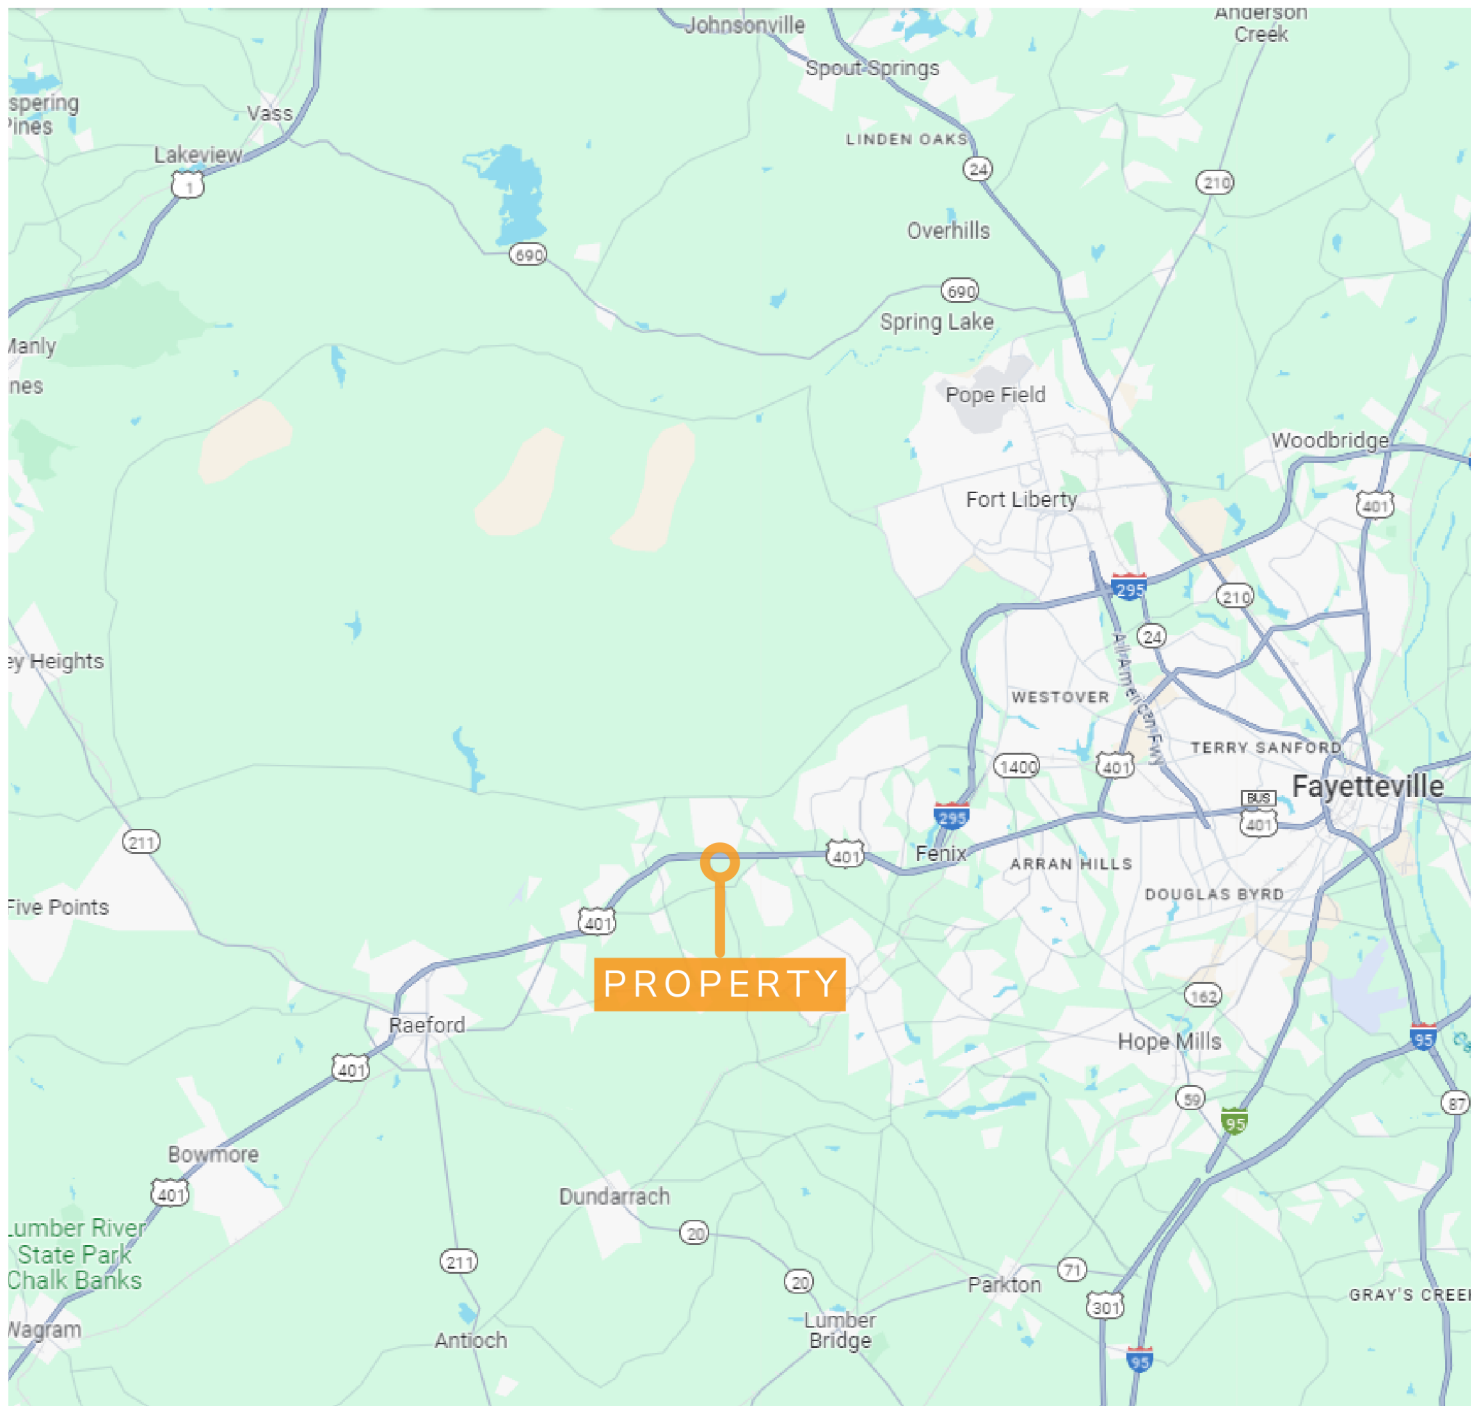 Johnsonville
Anderson
Creek
Spout Springs
spering
Pines
Vass
LINDEN OAKS
Lakeview
24
1
210
Overhills
690
690
Spring Lake
Manly
nes
Pope Field
Woodbridge
Fort Liberty
401
295
210
24
ey Heights
All American Fwy
WESTOVER
TERRY SANFORD
1400
401
Fayetteville
BUS
401
295
211
401
Fenix
ARRAN HILLS
DOUGLAS BYRD
Five Points
401
PROPERTY
162
Raeford
Hope Mills
95
401
59
87
95
Bowmore
401
Dundarrach
Lumber River
State Park
Chalk Banks
20
211
71
20
Parkton
GRAY'S CREE
301
Wagram
Lumber
Bridge
Antioch
95